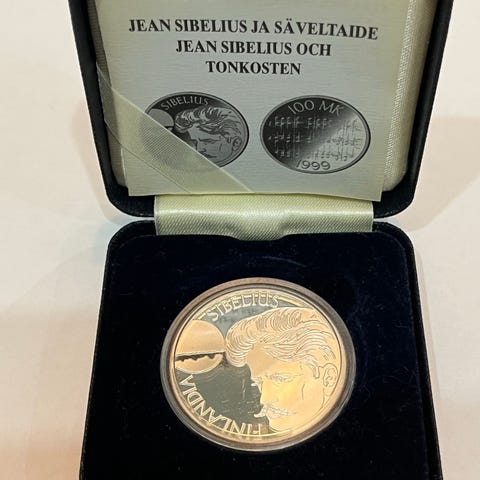 JEAN SIBELIUS JA SÄVELTAIDE
JEAN SIBELIUS OCH
TONKOSTEN
SIBELIUS
100 MK
1999
SIBELIUS
FINLANDIA